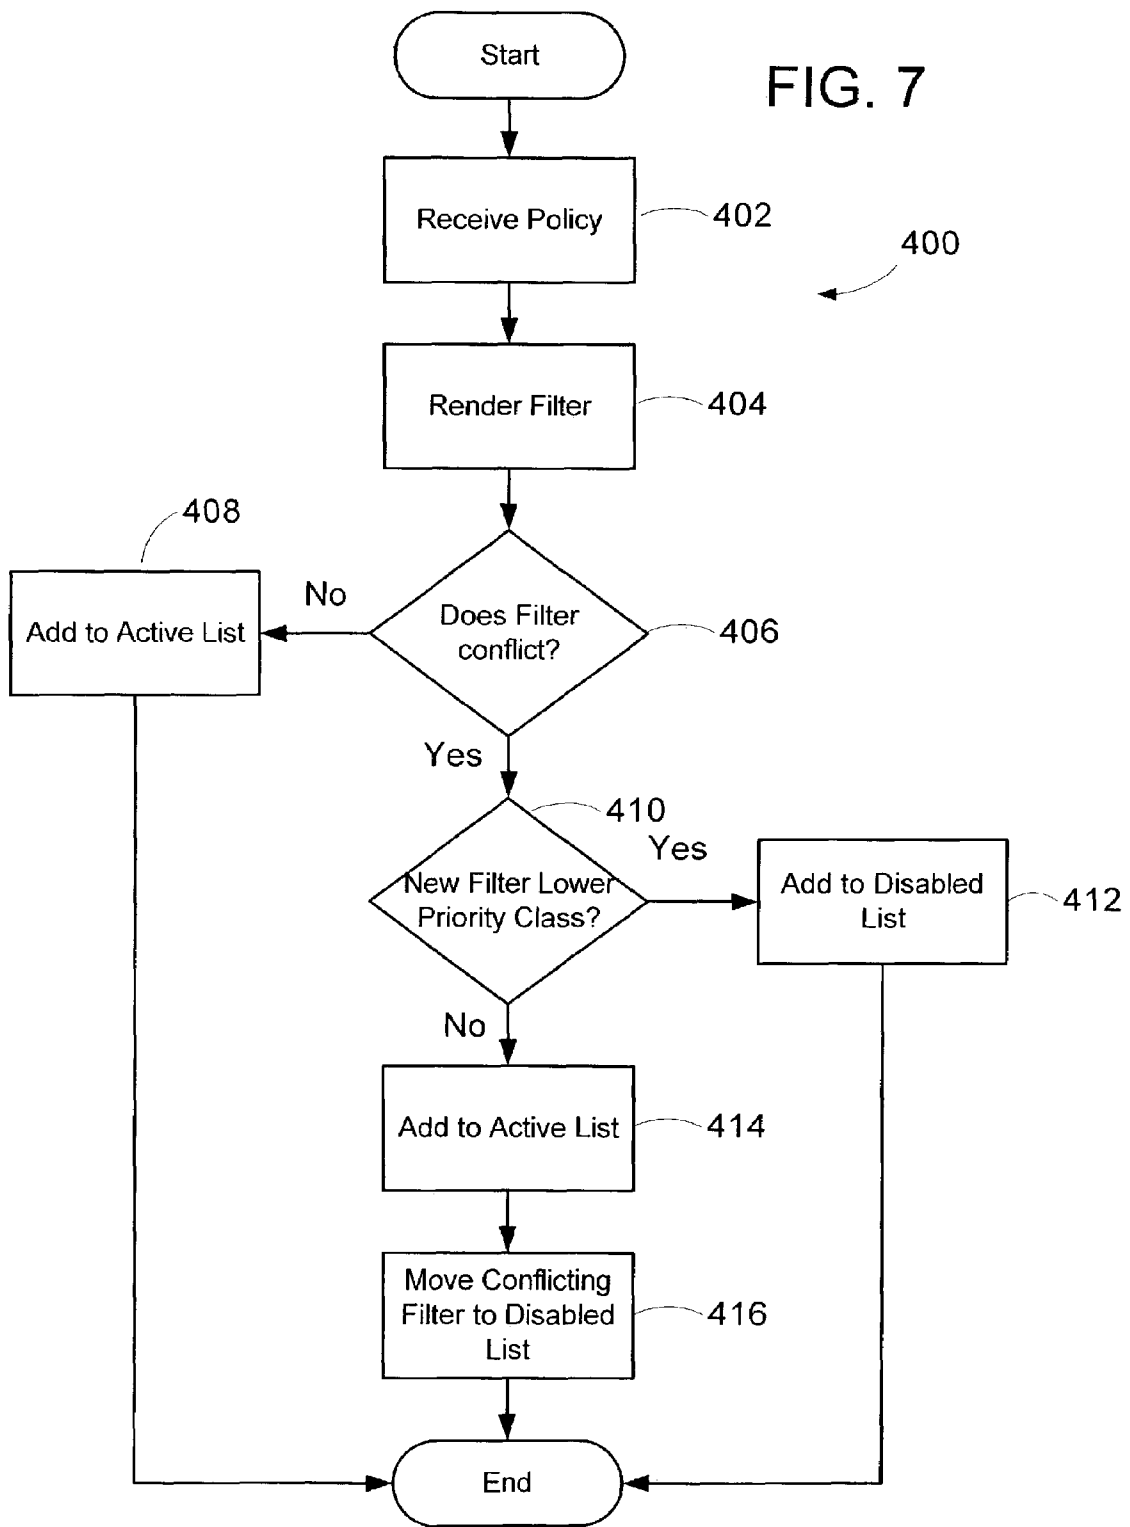 Start
FIG. 7
Receive Policy
402
400
Render Filter
404
408
No
Add to Active List
Does Filter
conflict?
406
Yes
410
Yes
New Filter Lower
Priority Class?
Add to Disabled
List
412
No
Add to Active List
414
Move Conflicting
Filter to Disabled
List
416
End